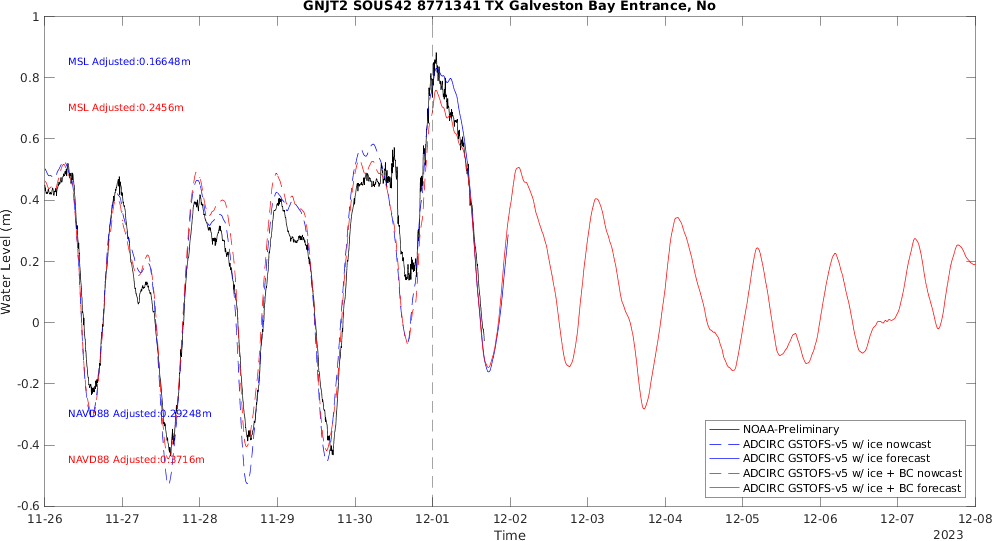 GNJT2 SOUS42 8771341 TX Galveston Bay Entrance, No
MSL Adjusted:0.16648m
MSL Adjusted:0.2456m
NAVD88 Adjusted:0.29248m
NAVD88 Adjusted:0.3716m
Water Level (m)
1
0.8
0.6
0.4
0.2
0
-0.2
-0.4
-0.6
NOAA-Preliminary
ADCIRC GSTOFS-v5 w/ ice nowcast
ADCIRC GSTOFS-v5 w/ ice forecast
ADCIRC GSTOFS-v5 w/ ice + BC nowcast
ADCIRC GSTOFS-v5 w/ ice + BC forecast
11-26 11-27 11-28 11-29 11-30 12-01 12-02 12-03 12-04 12-05 12-06 12-07 12-08
Time
2023